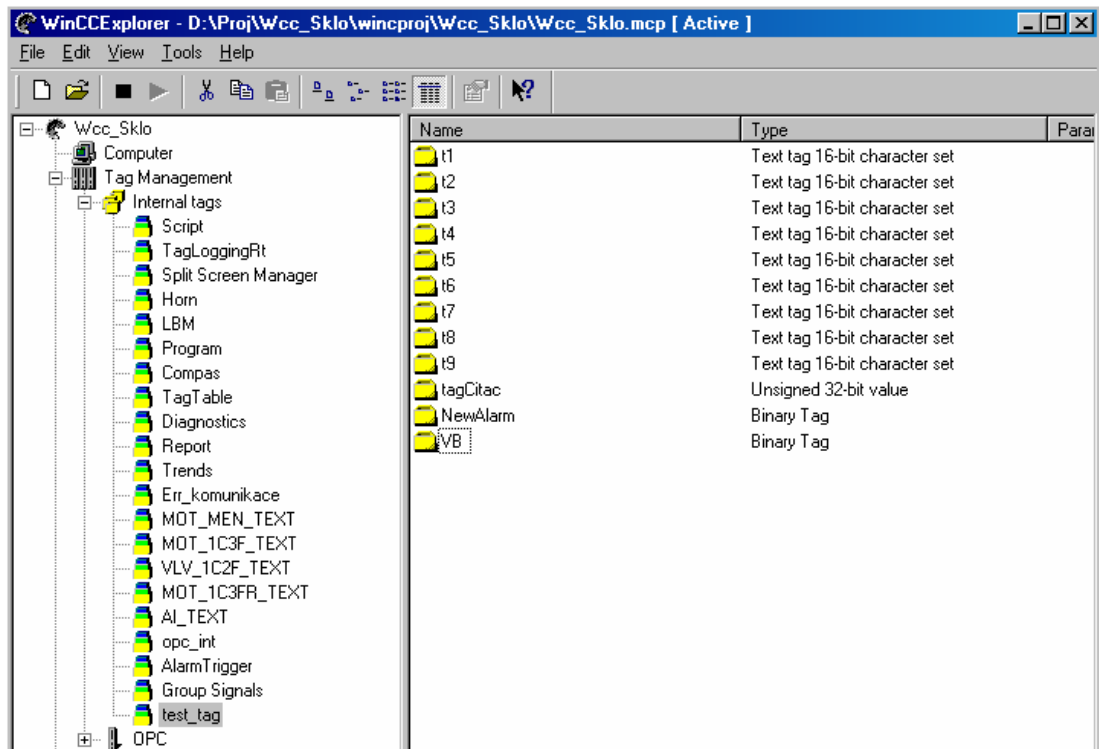 WinCCExplorer - D:\Proj\Wcc_Sklo\wincproj\Wcc_Sklo\Wcc_Sklo.mcp [ Active ]
File Edit View Tools Help
Wcc_Sklo
Computer
Tag Management
Internal tags
Script
TagLoggingRt
Split Screen Manager
Horn
LBM
Program
Compas
TagTable
Diagnostics
Report
Trends
Err_komunikace
MOT_MEN_TEXT
MOT_1C3F_TEXT
VLV_1C2F_TEXT
MOT_1C3FR_TEXT
AI_TEXT
opc_int
AlarmTrigger
Group Signals
test_tag
OPC
Name Type Parar
t1 Text tag 16-bit character set
t2 Text tag 16-bit character set
t3 Text tag 16-bit character set
t4 Text tag 16-bit character set
t5 Text tag 16-bit character set
t6 Text tag 16-bit character set
t7 Text tag 16-bit character set
t8 Text tag 16-bit character set
t9 Text tag 16-bit character set
tagCitac Unsigned 32-bit value
NewAlarm Binary Tag
VB Binary Tag